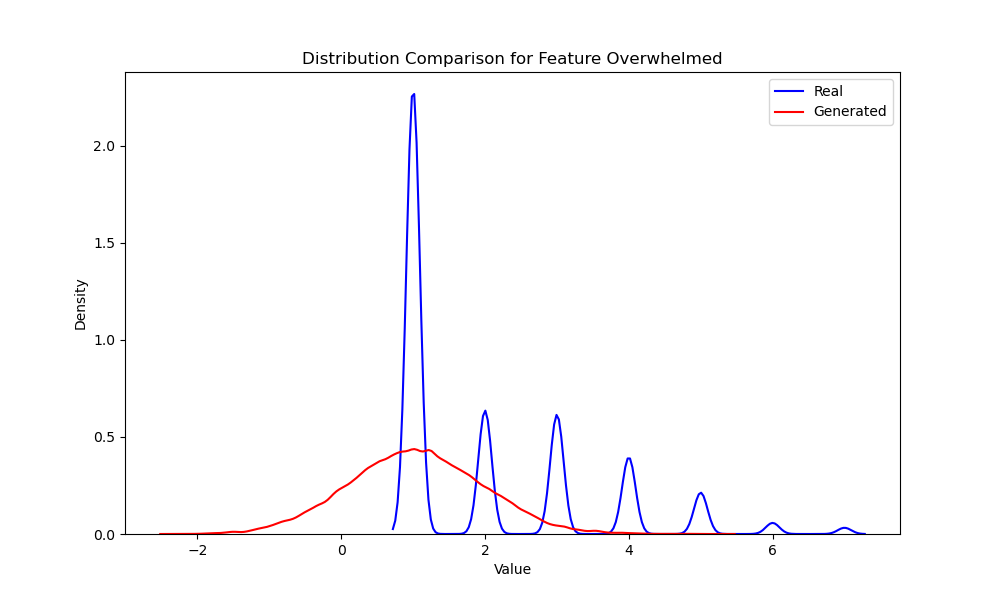 Distribution Comparison for Feature Overwhelmed
Real
Generated
Density
2.0
1.5
1.0
0.5
0.0
−2
0
2
4
6
Value